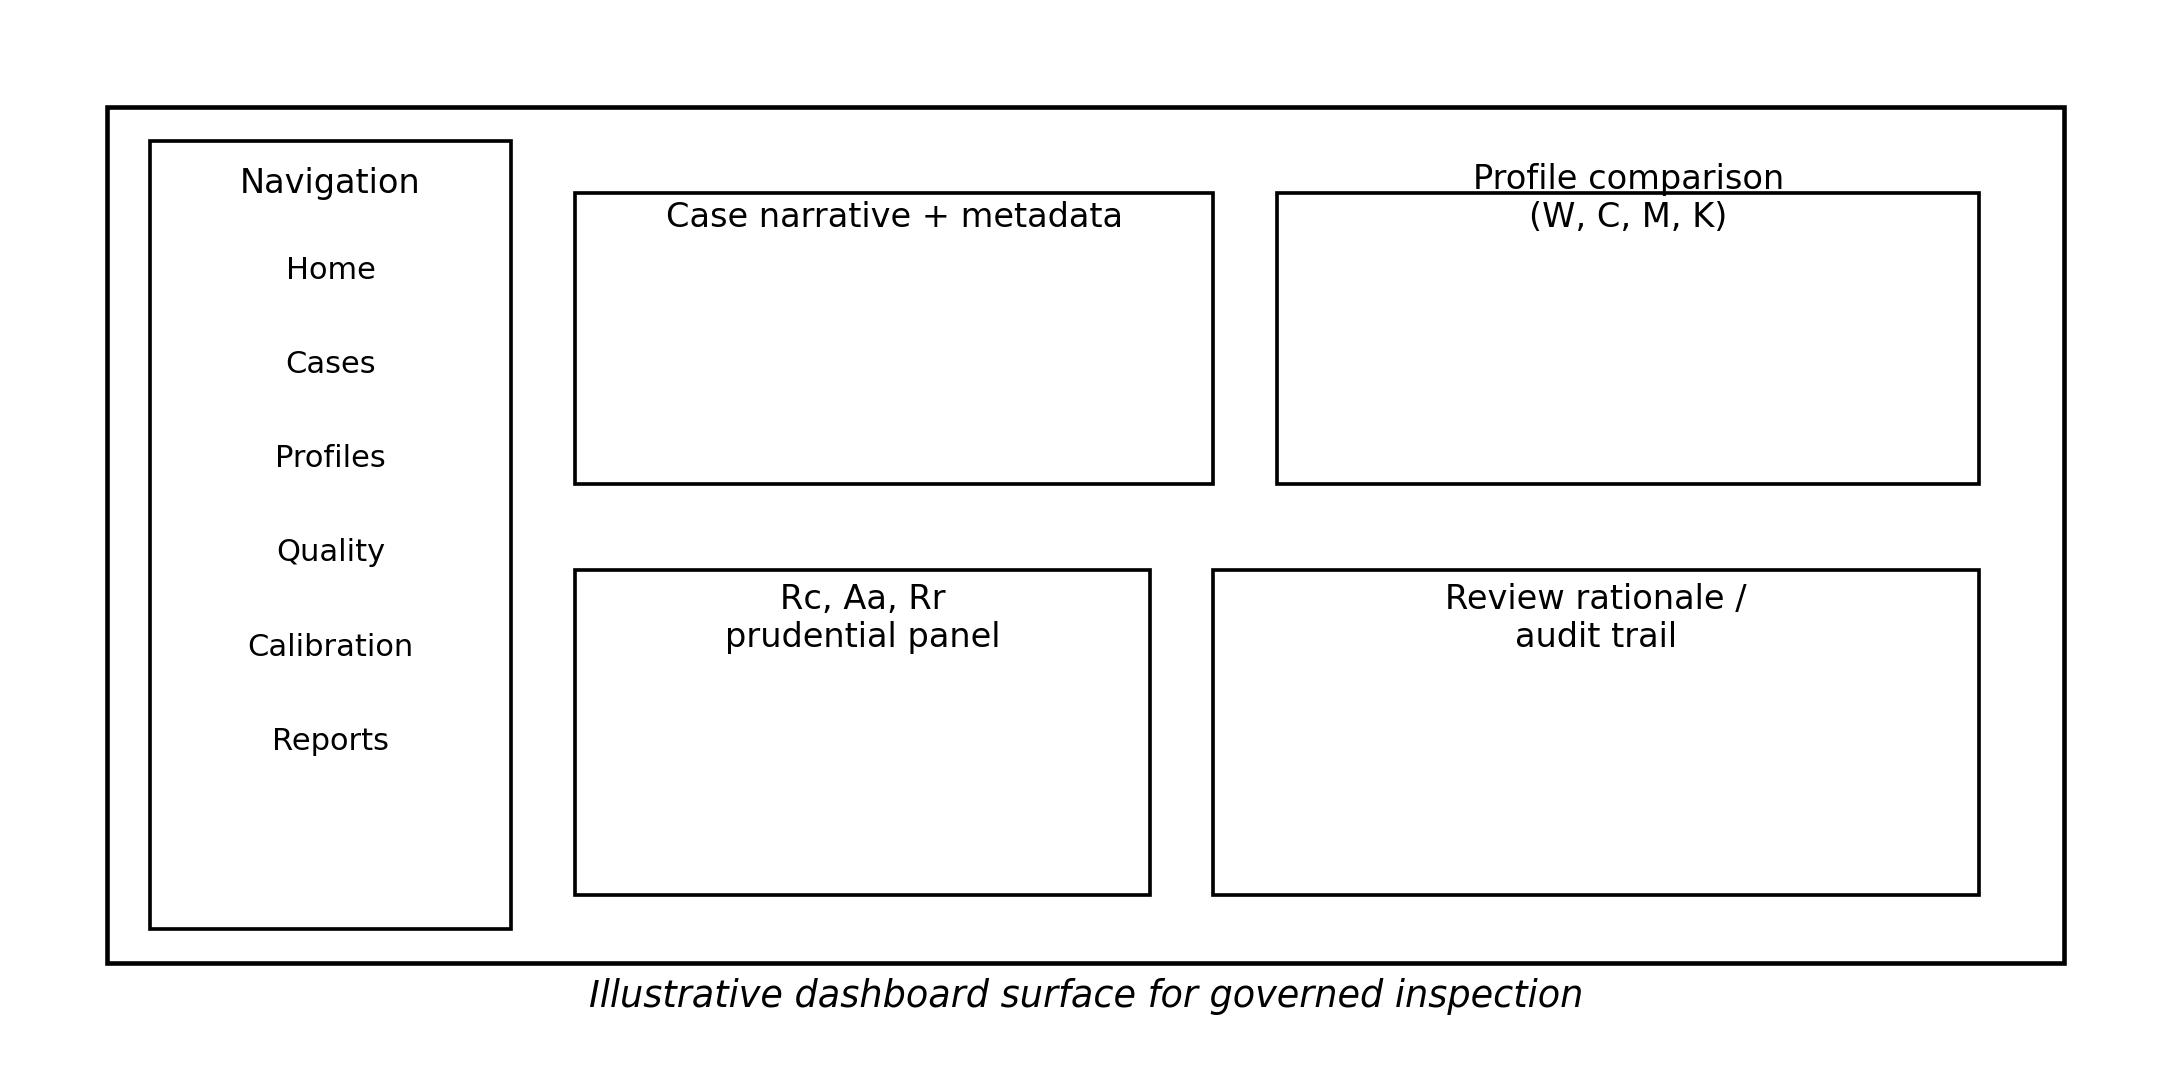 Navigation
Home
Cases
Profiles
Quality
Calibration
Reports
Case narrative + metadata
Profile comparison
(W, C, M, K)
Rc, Aa, Rr
prudential panel
Review rationale /
audit trail
Illustrative dashboard surface for governed inspection